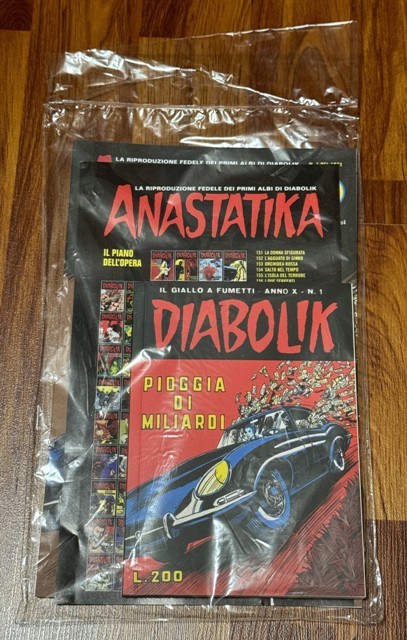 LA RIPRODUZIONE FEDELE DEI PRIMI ALBI DI DIABOLIK
LA RIPRODUZIONE FEDELE DEI PRIMI ALBI DI DIABOLIK
ANASTATIKA
IL PIANO
DELL'OPERA
151 LA DONNA SFIGURATA
152 L'AGGUATO DI GINKO
153 ORCHIDEA ROSSA
154 SALTO NEL TEMPO
155 L'ISOLA DEL TERRORE
IL GIALLO A FUMETTI - ANNO X - N. 1
DIABOLIK
PIOGGIA
DI
MILIARDI
L.200